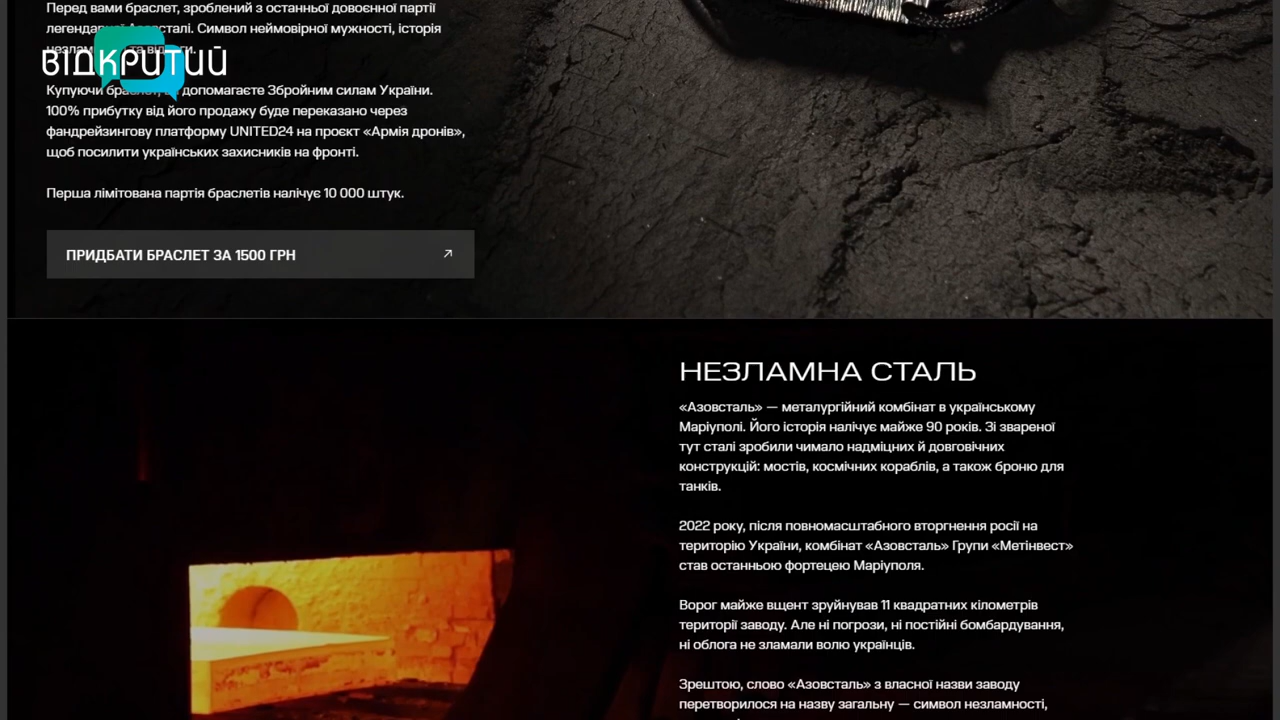 Перед вами браслет, зроблений з останньої довоєнної партії
легендарної Азовсталі. Символ неймовірної мужності, історія
ВІДКРИТИЙ
Купуючи допомагаєте Збройним силам України.
100% прибутку від його продажу буде переказано через
фандрейзингову платформу UNITED24 на проєкт «Армія дронів»,
щоб посилити українських захисників на фронті.
Перша лімітована партія браслетів налічує 10 000 штук.
ПРИДБАТИ БРАСЛЕТ ЗА 1500 ГРН
НЕЗЛАМНА СТАЛЬ
«Азовсталь» — металургійний комбінат в українському
Маріуполі. Його історія налічує майже 90 років. Зі звареної
тут сталі зробили чимало надміцних й довговічних
конструкцій: мостів, космічних кораблів, а також броню для
танків.
2022 року, після повномасштабного вторгнення росії на
територію України, комбінат «Азовсталь» Групи «Метінвест»
став останньою фортецею Маріуполя.
Ворог майже вщент зруйнував 11 квадратних кілометрів
території заводу. Але ні погрози, ні постійні бомбардування,
ні облога не зламали волю українців.
Зрештою, слово «Азовсталь» з власної назви заводу
перетворилося на назву загальну — символ незламності,